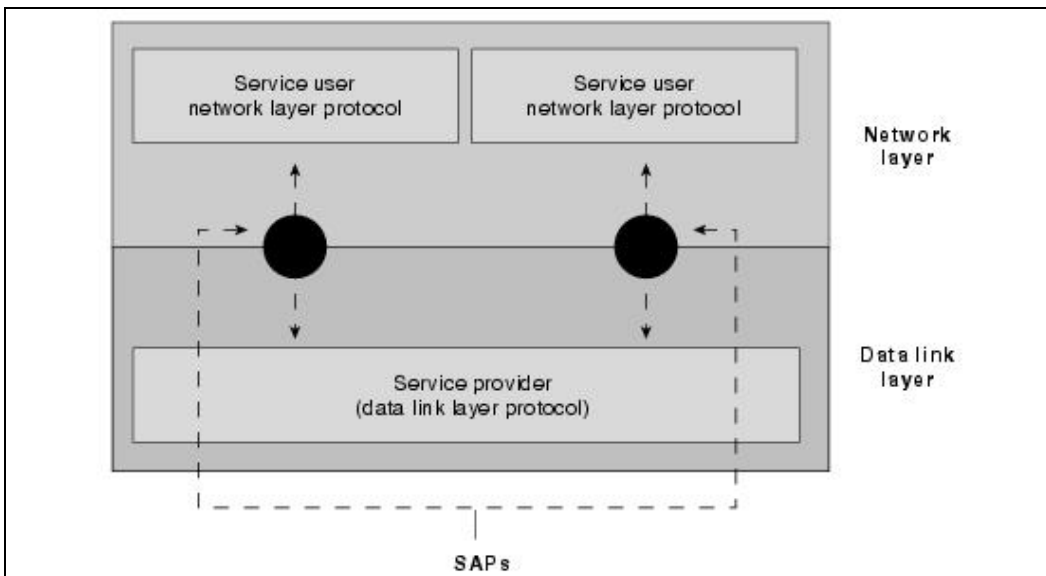 Service user
network layer protocol
Service user
network layer protocol
Network
layer
Service provider
(data link layer protocol)
Data link
layer
SAPs